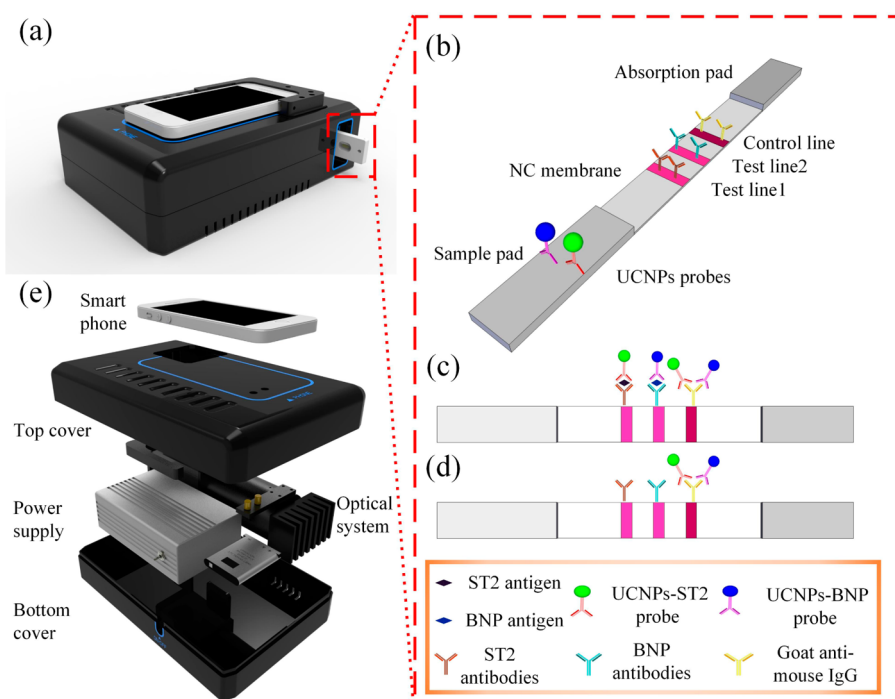 (a)
(b)
Absorption pad
Control line
Test line2
Test line1
NC membrane
Sample pad
UCNPs probes
(e)
Smart
phone
Top cover
Power
supply
Optical
system
Bottom
cover
(c)
(d)
ST2 antigen
BNP antigen
UCNPs-ST2
probe
UCNPs-BNP
probe
ST2
antibodies
BNP
antibodies
Goat anti-
mouse IgG